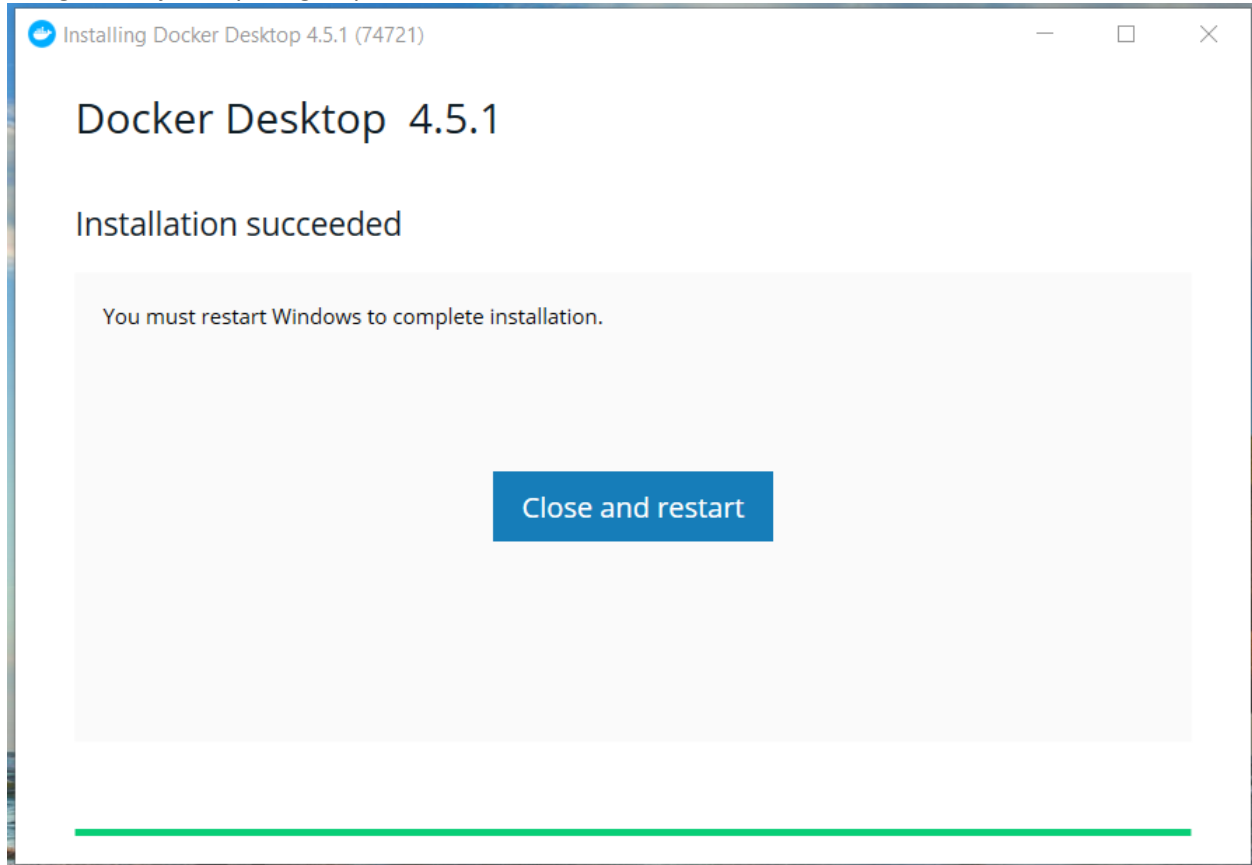 Installing Docker Desktop 4.5.1 (74721)
Docker Desktop 4.5.1
Installation succeeded
You must restart Windows to complete installation.
Close and restart